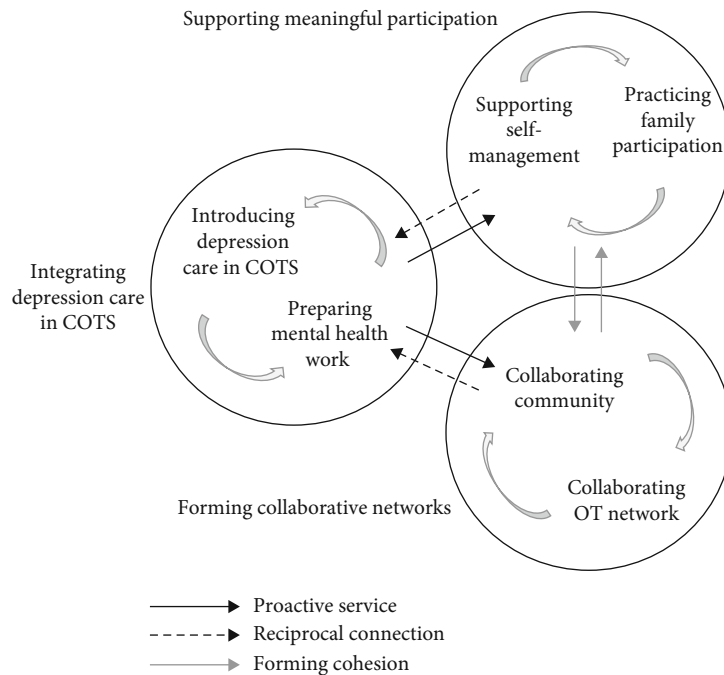 Supporting meaningful participation
Supporting
self-
management
Practicing
family
participation
Introducing
depression
care in COTS
Integrating
depression care
in COTS
Preparing
mental health
work
Collaborating
community
Collaborating
OT network
Forming collaborative networks
Proactive service
Reciprocal connection
Forming cohesion